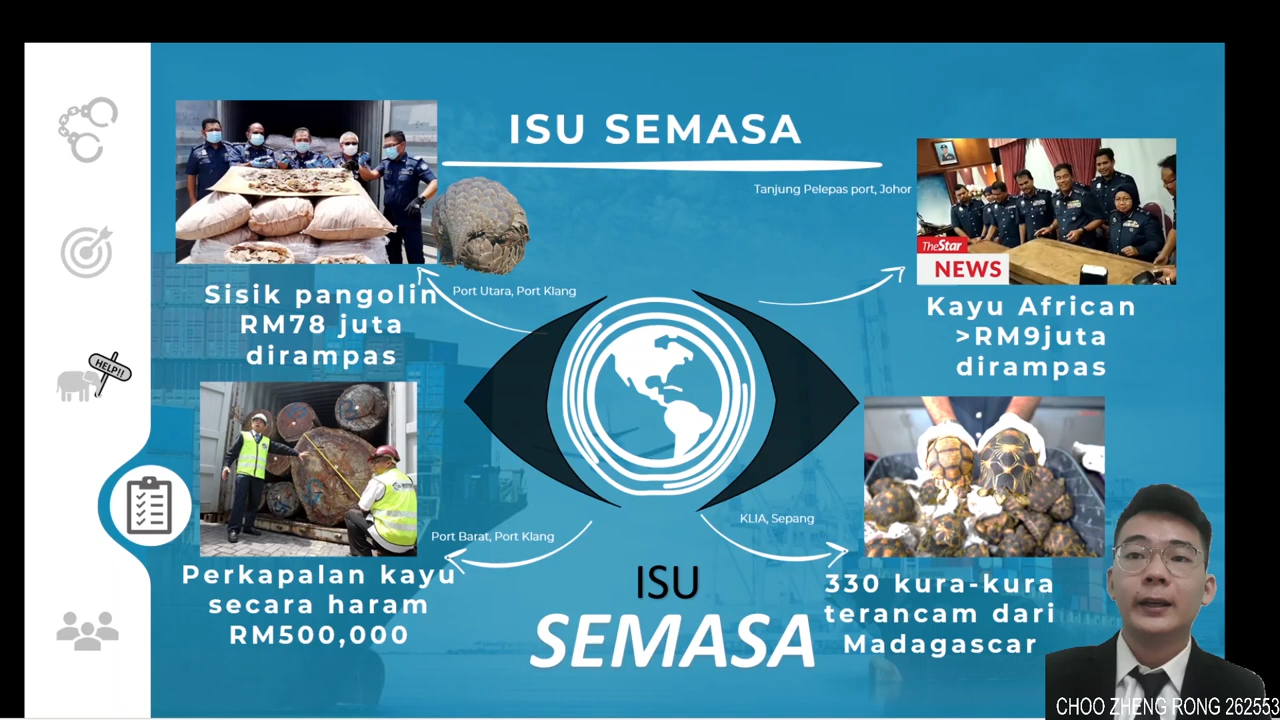 ISU SEMASA
Tanjung Pelepas port, Johor
TheStar
NEWS
Port Utara, Port Klang
Sisik pangolin
RM78 juta
dirampas
Kayu African
>RM9juta
dirampas
HELP!!
Port Barat, Port Klang
KLIA, Sepang
Perkapalan kayu
secara haram
RM500,000
ISU
SEMASA
330 kura-kura
terancam dari
Madagascar
CHOO ZHENG RONG 262553